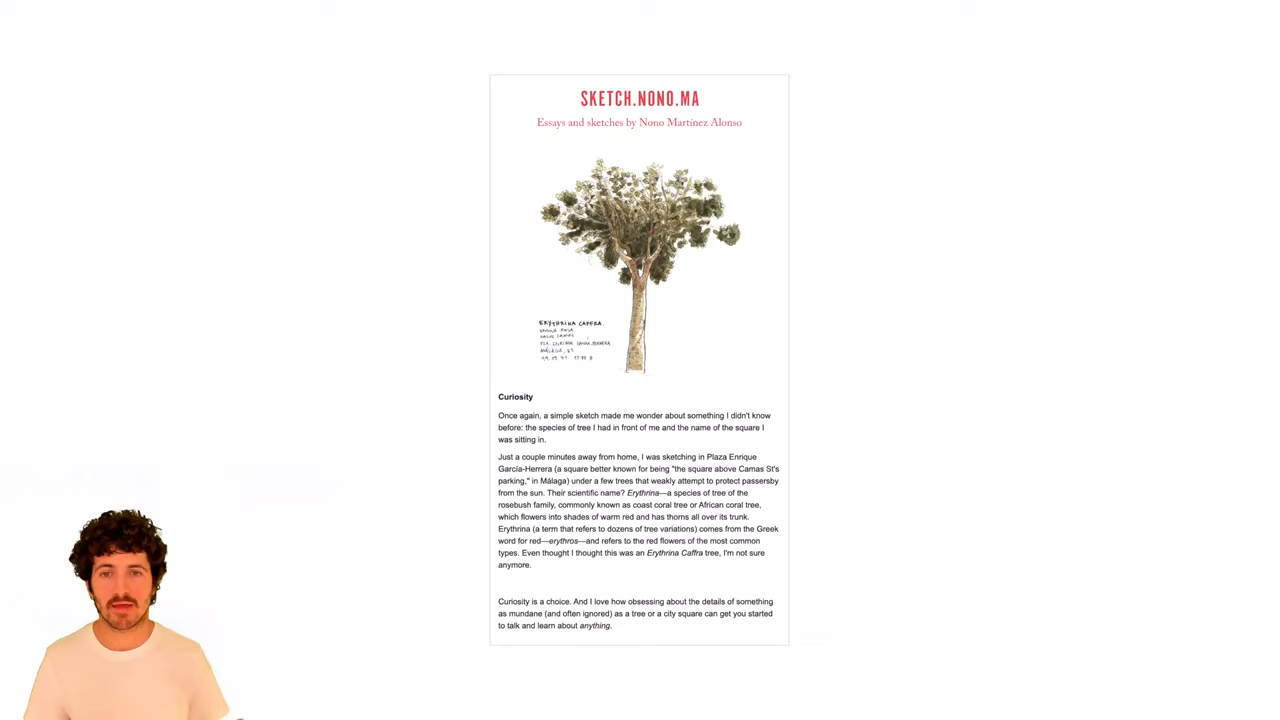 SKETCH.NONO.MA
Essays and sketches by Nono Martínez Alonso
ERYTHRINA CAFFRA.
MÁLAGA
Curiosity
Once again, a simple sketch made me wonder about something I didn't know
before: the species of tree I had in front of me and the name of the square I
was sitting in.
Just a couple minutes away from home, I was sketching in Plaza Enrique
García-Herrera (a square better known for being "the square above Camas St's
parking," in Málaga) under a few trees that weakly attempt to protect passersby
from the sun. Their scientific name? Erythrina—a species of tree of the
rosebush family, commonly known as coast coral tree or African coral tree,
which flowers into shades of warm red and has thorns all over its trunk.
Erythrina (a term that refers to dozens of tree variations) comes from the Greek
word for red—erythros—and refers to the red flowers of the most common
types. Even thought I thought this was an Erythrina Caffra tree, I'm not sure
anymore.
Curiosity is a choice. And I love how obsessing about the details of something
as mundane (and often ignored) as a tree or a city square can get you started
to talk and learn about anything.